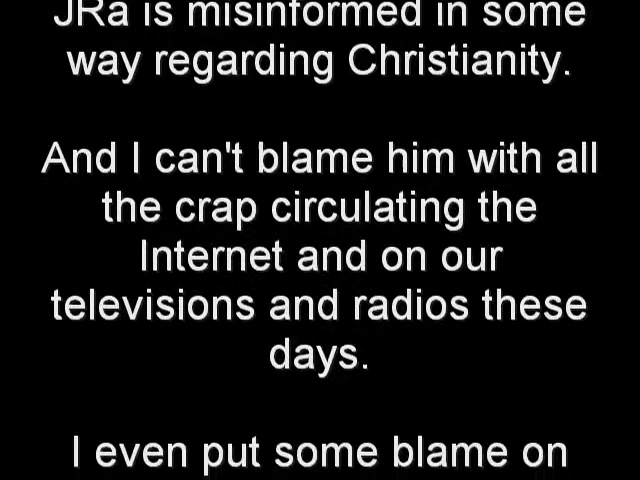 JRa is misinformed in some
way regarding Christianity.
And I can't blame him with all
the crap circulating the
Internet and on our
televisions and radios these
days.
I even put some blame on